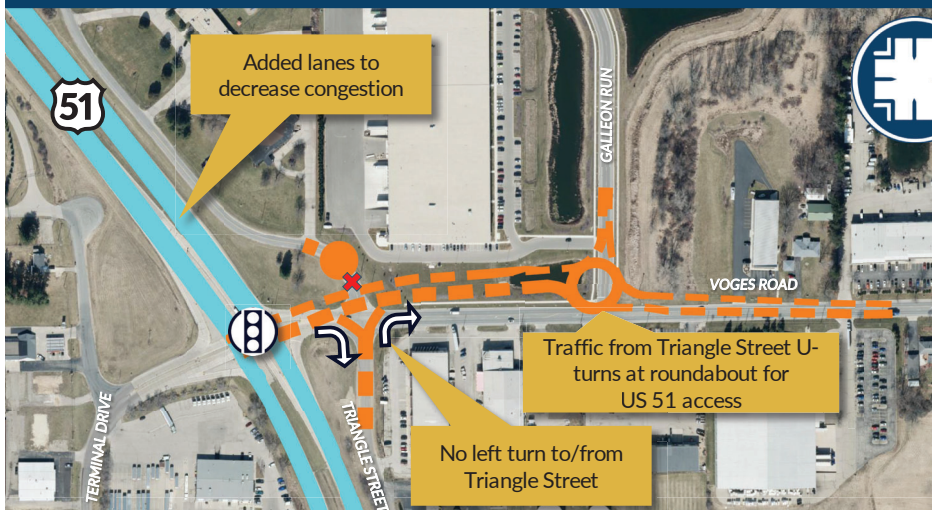 Added lanes to
decrease congestion
51
GALLEON RUN
VOGES ROAD
Traffic from Triangle Street U-
turns at roundabout for
US 51 access
No left turn to/from
Triangle Street
TERMINAL DRIVE
TRIANGLE STREET